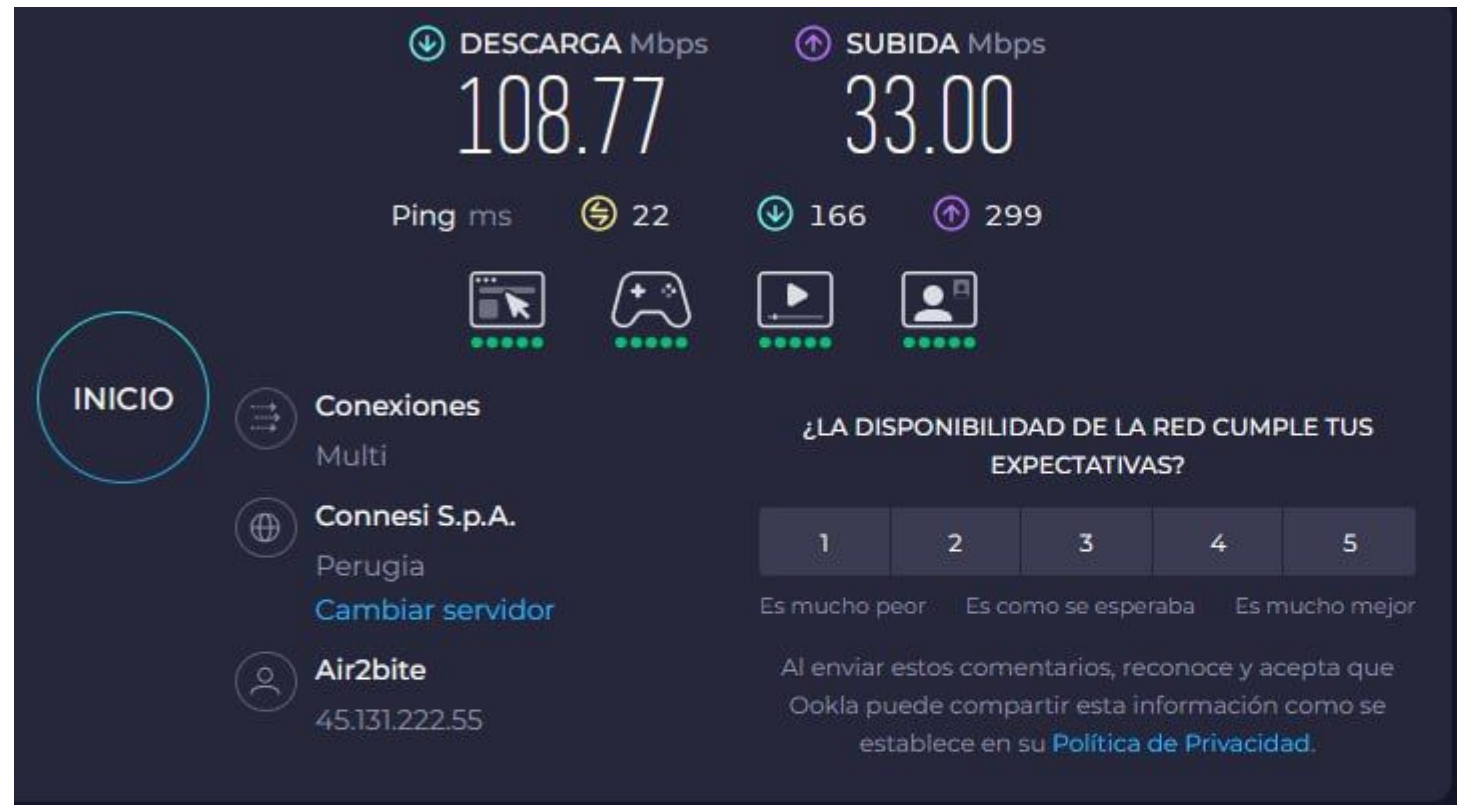 DESCARGA Mbps
108.77
SUBIDA Mbps
33.00
Ping ms 22 166 299
INICIO
Conexiones
Multi
Connesi S.p.A.
Perugia
Cambiar servidor
Air2bite
45.131.222.55
¿LA DISPONIBILIDAD DE LA RED CUMPLE TUS
EXPECTATIVAS?
1 2 3 4 5
Es mucho peor Es como se esperaba Es mucho mejor
Al enviar estos comentarios, reconoce y acepta que
Ookla puede compartir esta información como se
establece en su Política de Privacidad.